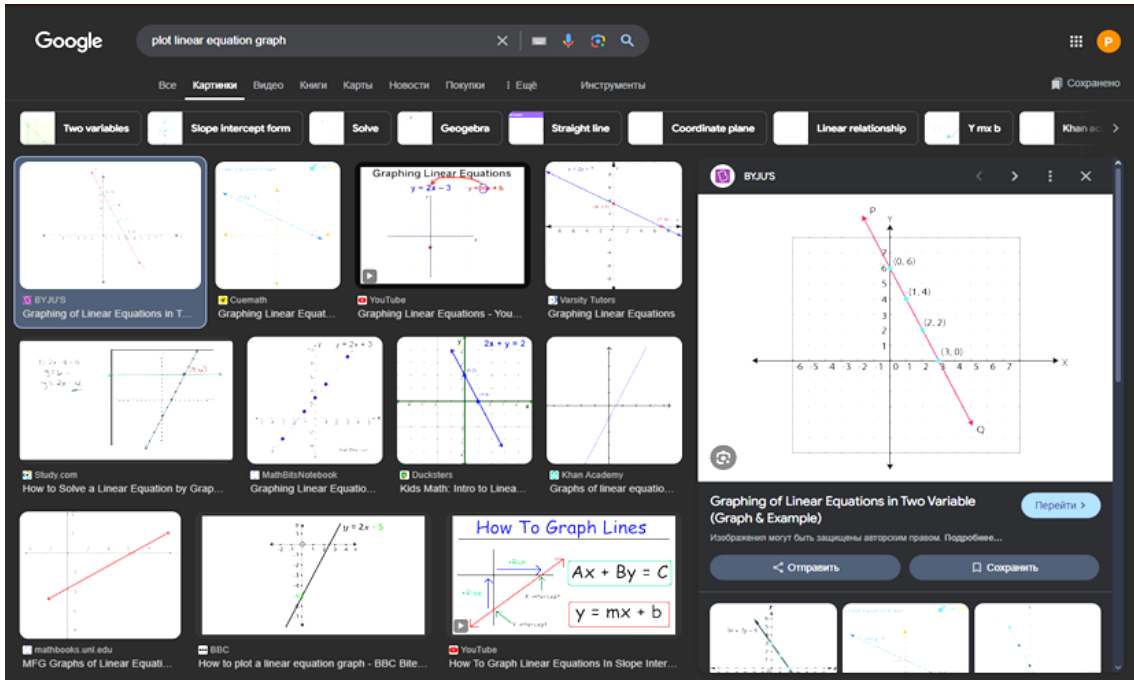 Google
plot linear equation graph
P
Все Картинки Видео Книги Карты Новости Покупки Ещё Инструменты
Сохранено
Two variables Slope intercept form Solve Geogebra Straight line Coordinate plane Linear relationship Y mx b Khan
BYJU'S
Graphing of Linear Equations in T...
Cuemath
Graphing Linear Equat...
Graphing Linear Equations
y = 2x - 3
YouTube
Graphing Linear Equations - You...
Varsity Tutors
Graphing Linear Equations
Study.com
How to Solve a Linear Equation by Grap...
y = 2x + 3
MathBitsNotebook
Graphing Linear Equatio...
2x + y = 2
Ducksters
Kids Math: Intro to Linea...
Khan Academy
Graphs of linear equatio...
mathbooks.unl.edu
MFG Graphs of Linear Equati...
y = 2x - 5
BBC
How to plot a linear equation graph - BBC Bite...
How To Graph Lines
+Run
+Rise
X-intercept
Y-intercept
Ax + By = C
y = mx + b
YouTube
How To Graph Linear Equations In Slope Inter...
BYJU'S
P
Y
7
6
(0, 6)
5
4
(1, 4)
3
2
(2, 2)
1
(3, 0)
X
6 -5 -4 -3 -2 -1 0 1 2 3 4 5 6 7
Q
Graphing of Linear Equations in Two Variable
(Graph & Example)
Перейти
Изображения могут быть защищены авторским правом. Подробнее...
Отправить
Сохранить